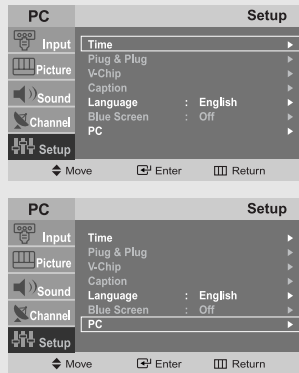 PC Setup
Input Time
Plug & Plug
Picture V-Chip
Caption
Sound Language : English
Channel Blue Screen : Off
PC
Setup
Move Enter Return
PC Setup
Input Time
Plug & Plug
Picture V-Chip
Caption
Sound Language : English
Channel Blue Screen : Off
PC
Setup
Move Enter Return